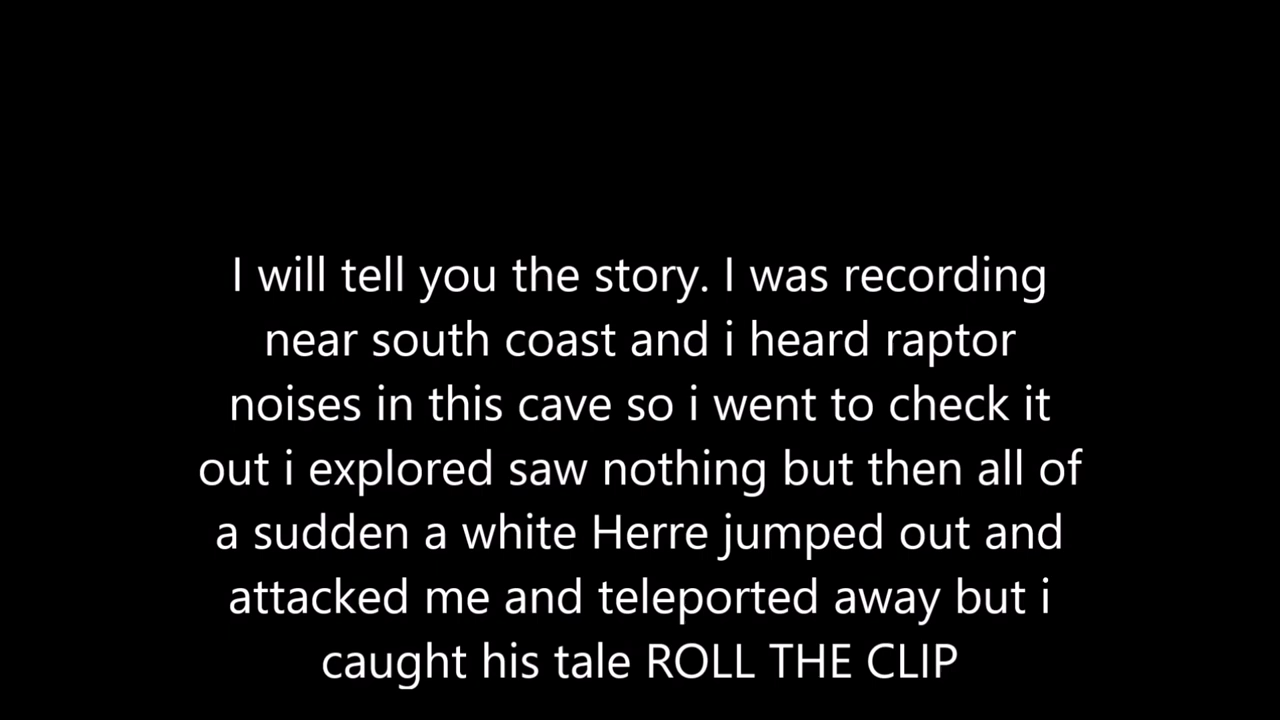 I will tell you the story. I was recording
near south coast and i heard raptor
noises in this cave so i went to check it
out i explored saw nothing but then all of
a sudden a white Herre jumped out and
attacked me and teleported away but i
caught his tale ROLL THE CLIP